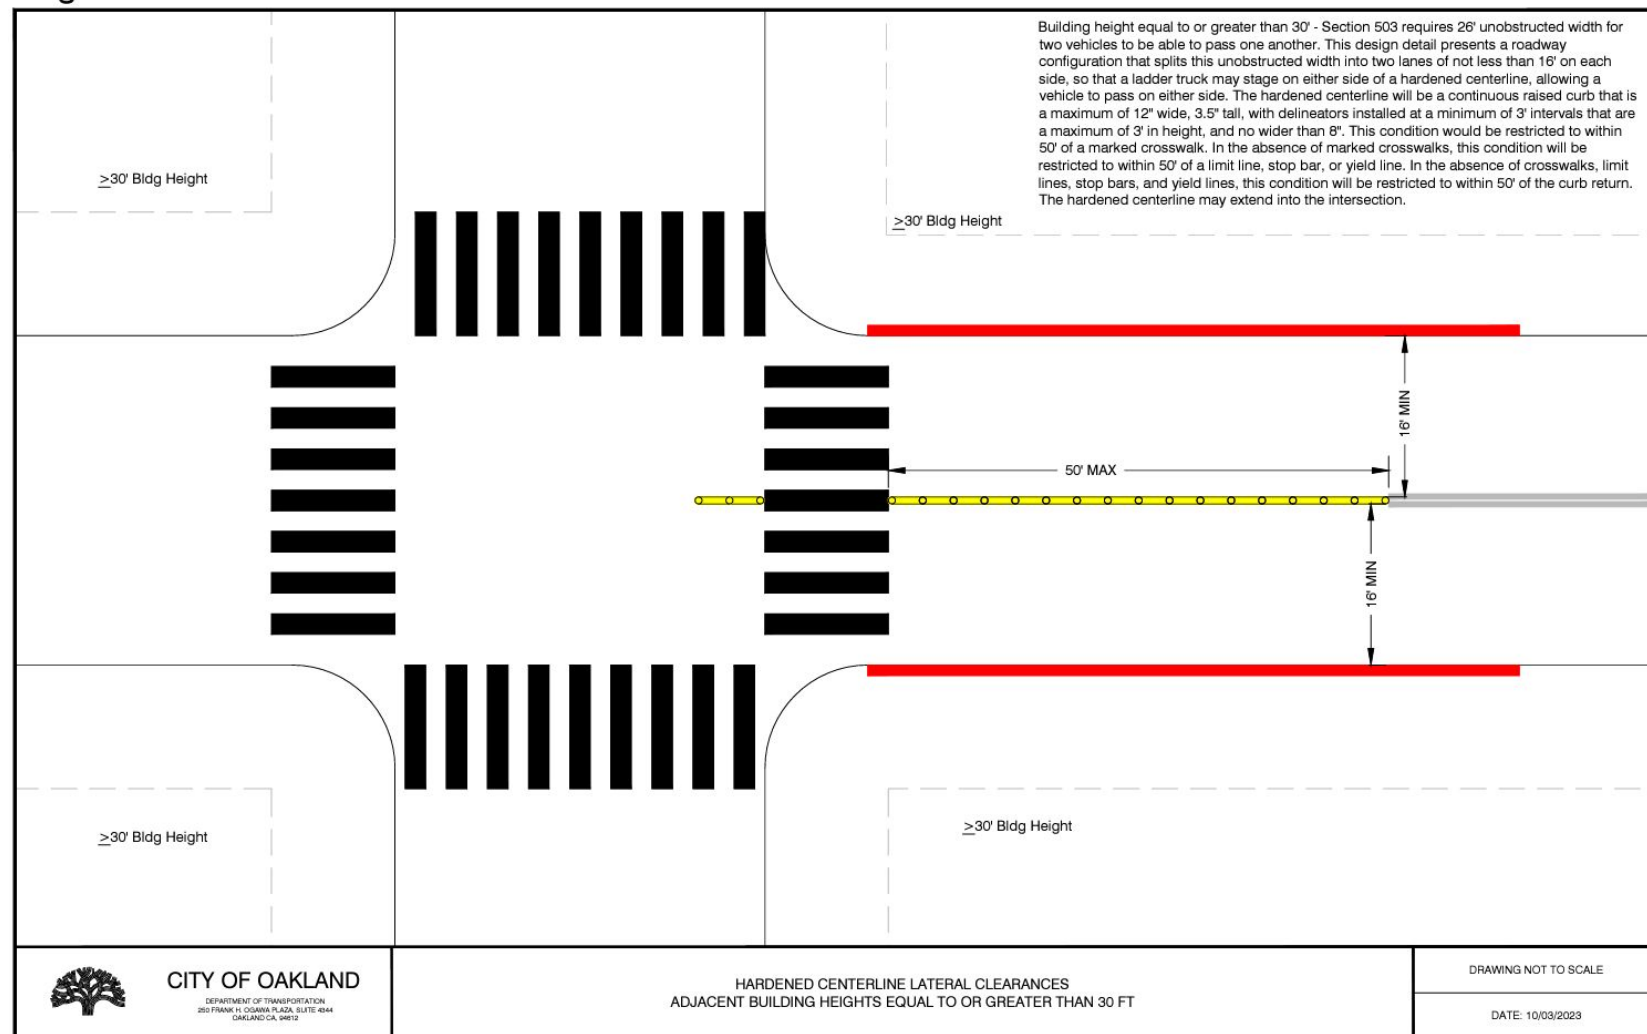 Building height equal to or greater than 30' - Section 503 requires 26' unobstructed width for
two vehicles to be able to pass one another. This design detail presents a roadway
configuration that splits this unobstructed width into two lanes of not less than 16' on each
side, so that a ladder truck may stage on either side of a hardened centerline, allowing a
vehicle to pass on either side. The hardened centerline will be a continuous raised curb that is
a maximum of 12" wide, 3.5" tall, with delineators installed at a minimum of 3' intervals that are
a maximum of 3' in height, and no wider than 8". This condition would be restricted to within
50' of a marked crosswalk. In the absence of marked crosswalks, this condition will be
restricted to within 50' of a limit line, stop bar, or yield line. In the absence of crosswalks, limit
lines, stop bars, and yield lines, this condition will be restricted to within 50' of the curb return.
The hardened centerline may extend into the intersection.
≥30' Bldg Height
≥30' Bldg Height
16' MIN
50' MAX
16' MIN
≥30' Bldg Height
≥30' Bldg Height
CITY OF OAKLAND
DEPARTMENT OF TRANSPORTATION
250 FRANK H. OGAWA PLAZA, SUITE 4344
OAKLAND CA, 94612
HARDENED CENTERLINE LATERAL CLEARANCES
ADJACENT BUILDING HEIGHTS EQUAL TO OR GREATER THAN 30 FT
DRAWING NOT TO SCALE
DATE: 10/03/2023